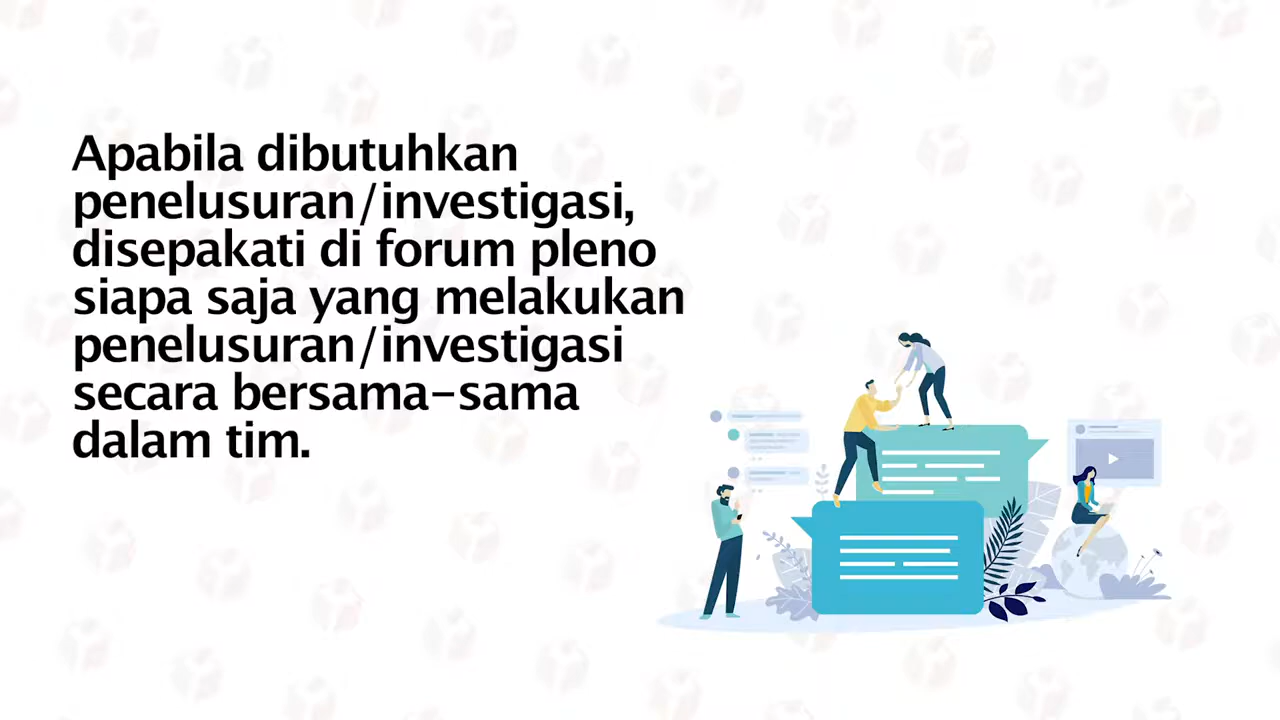 Apabila dibutuhkan
penelusuran/investigasi,
disepakati di forum pleno
siapa saja yang melakukan
penelusuran/investigasi
secara bersama-sama
dalam tim.